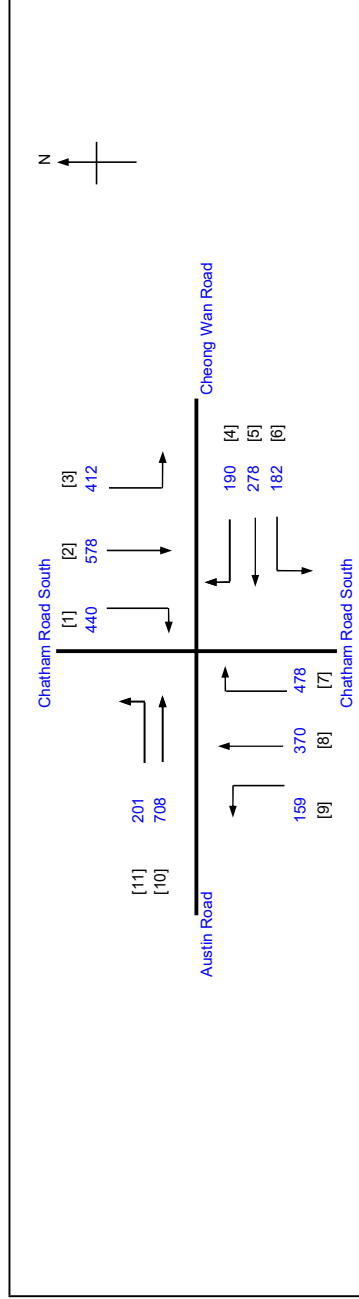 N
Chatham Road South
[1] [2] [3]
440 578 412
[11] 201
[10] 708
Cheong Wan Road
Austin Road
190 [4]
278 [5]
182 [6]
159 370 478
[9] [8] [7]
Chatham Road South